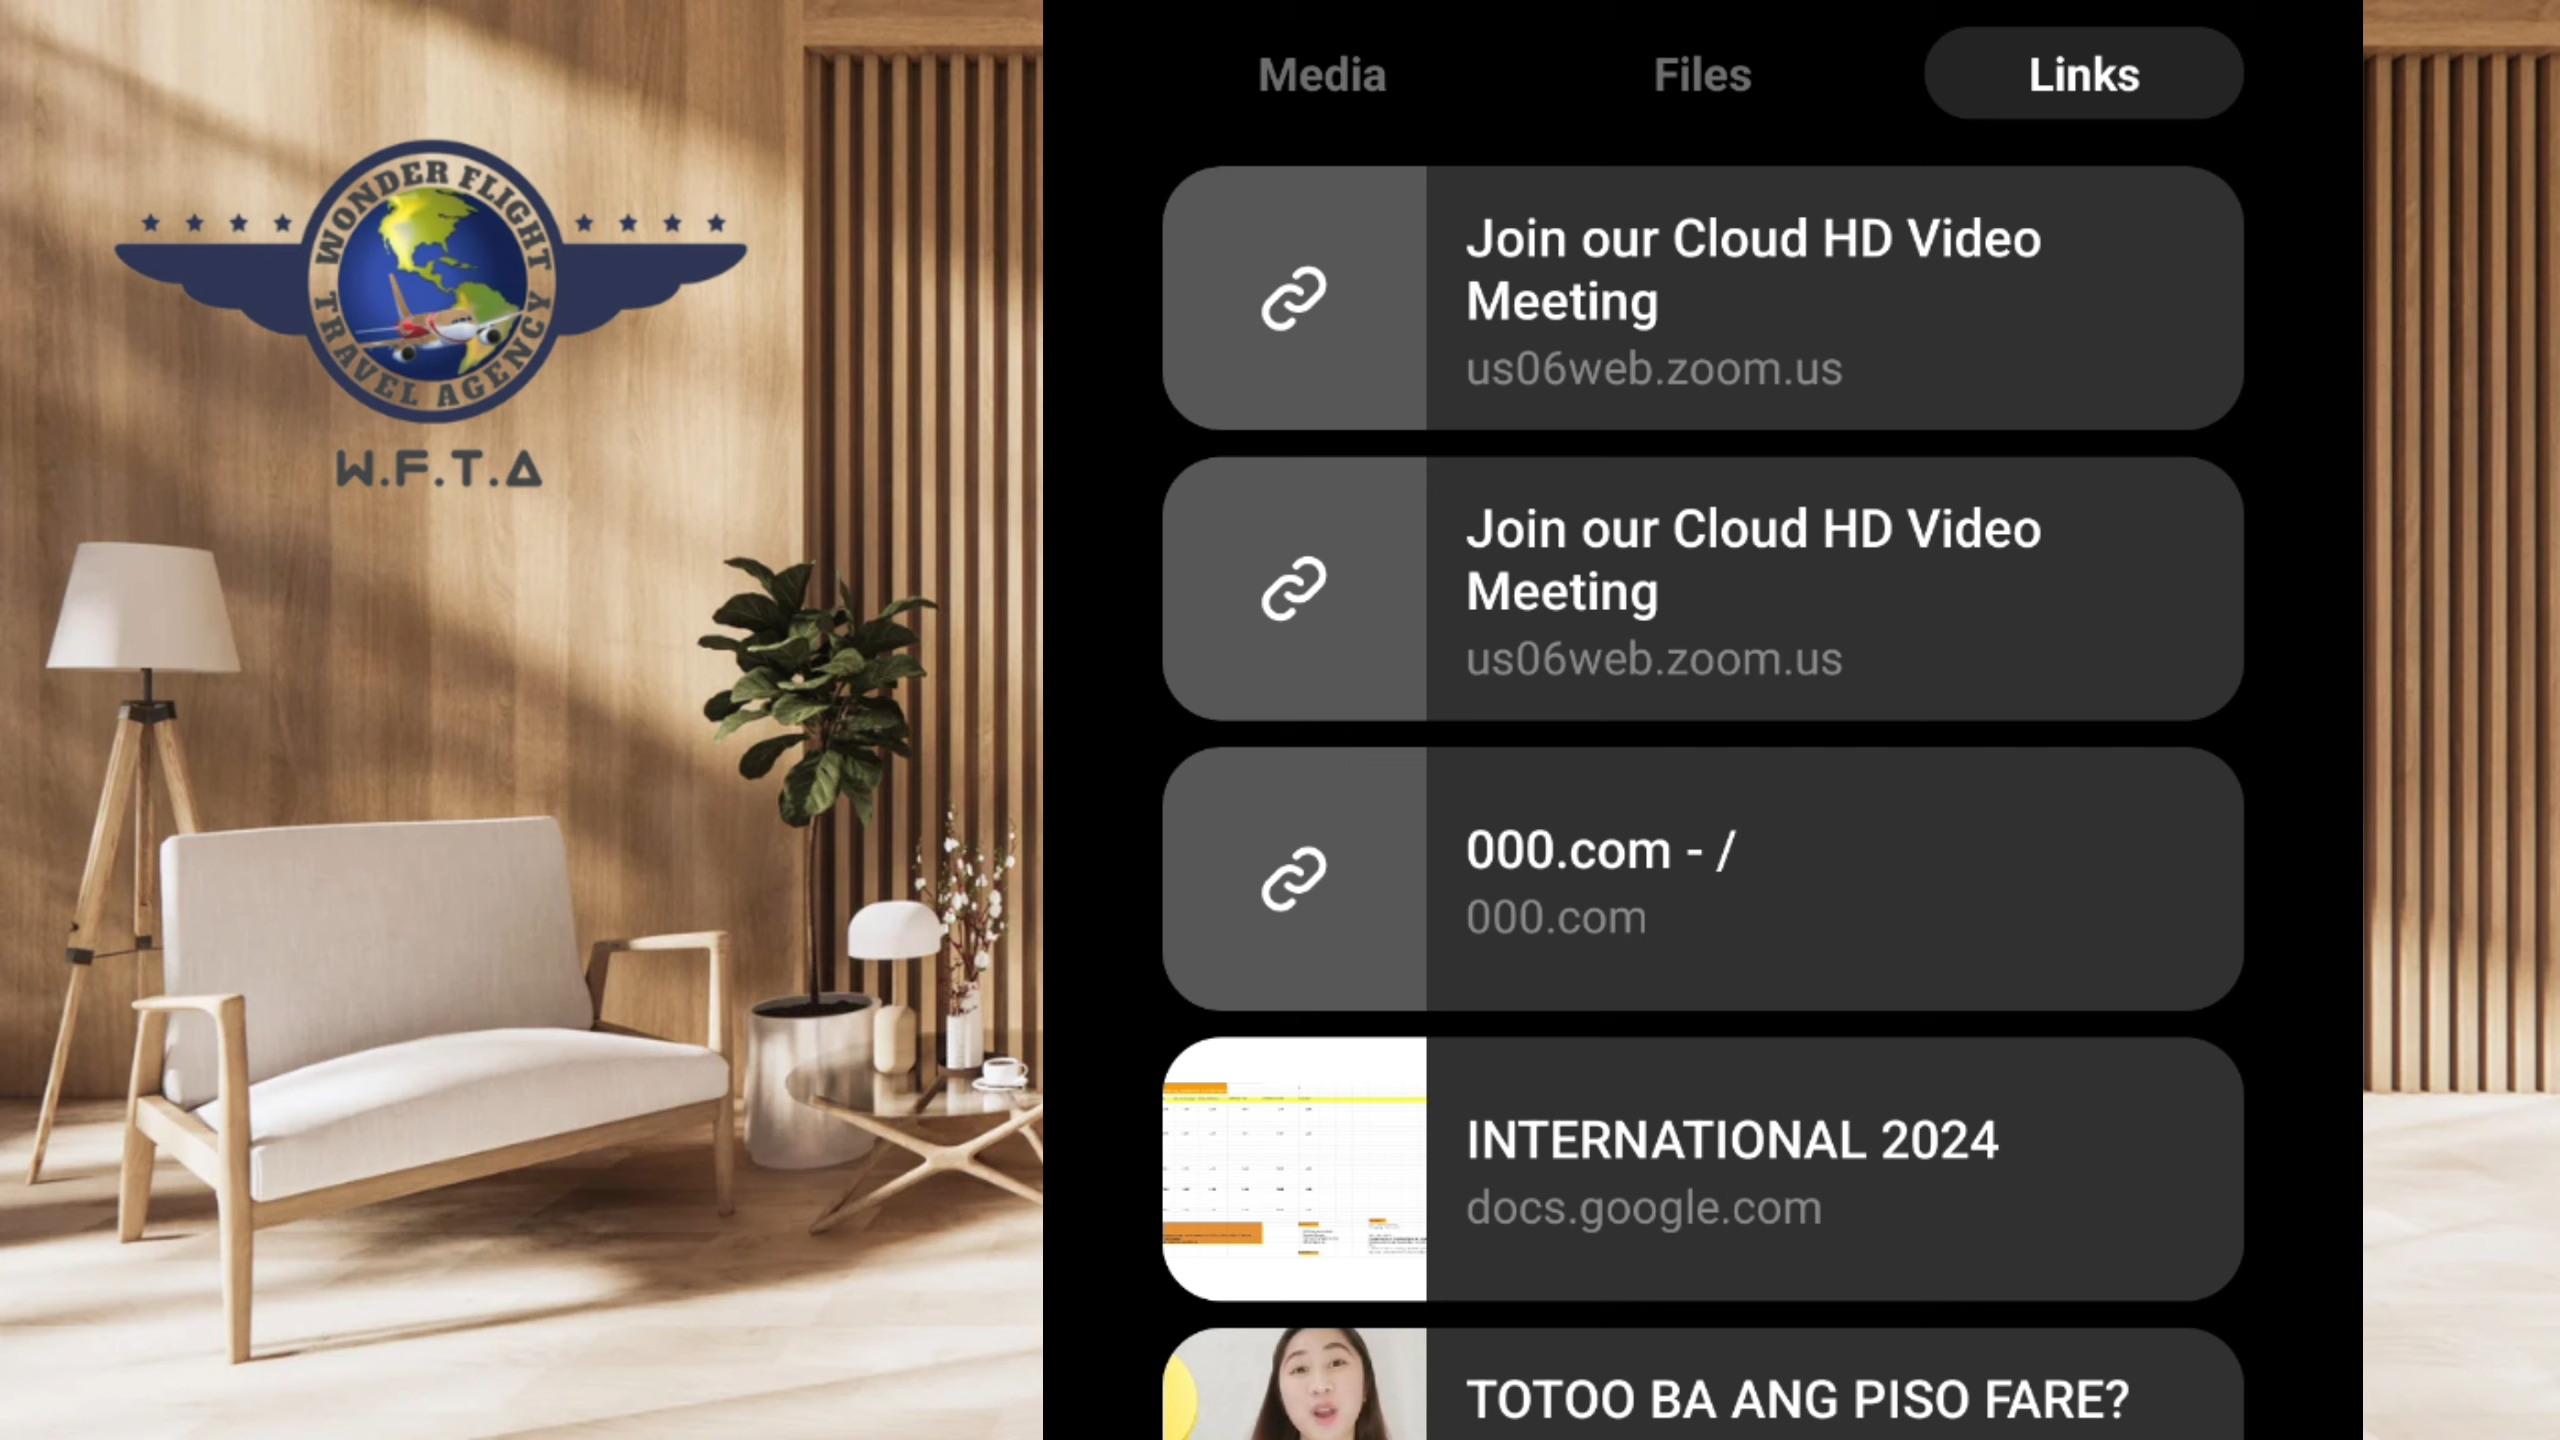 WONDER FLIGHT
TRAVEL AGENCY
W.F.T.A
Media
Files
Links
Join our Cloud HD Video
Meeting
us06web.zoom.us
Join our Cloud HD Video
Meeting
us06web.zoom.us
000.com - /
000.com
INTERNATIONAL 2024
docs.google.com
TOTOO BA ANG PISO FARE?